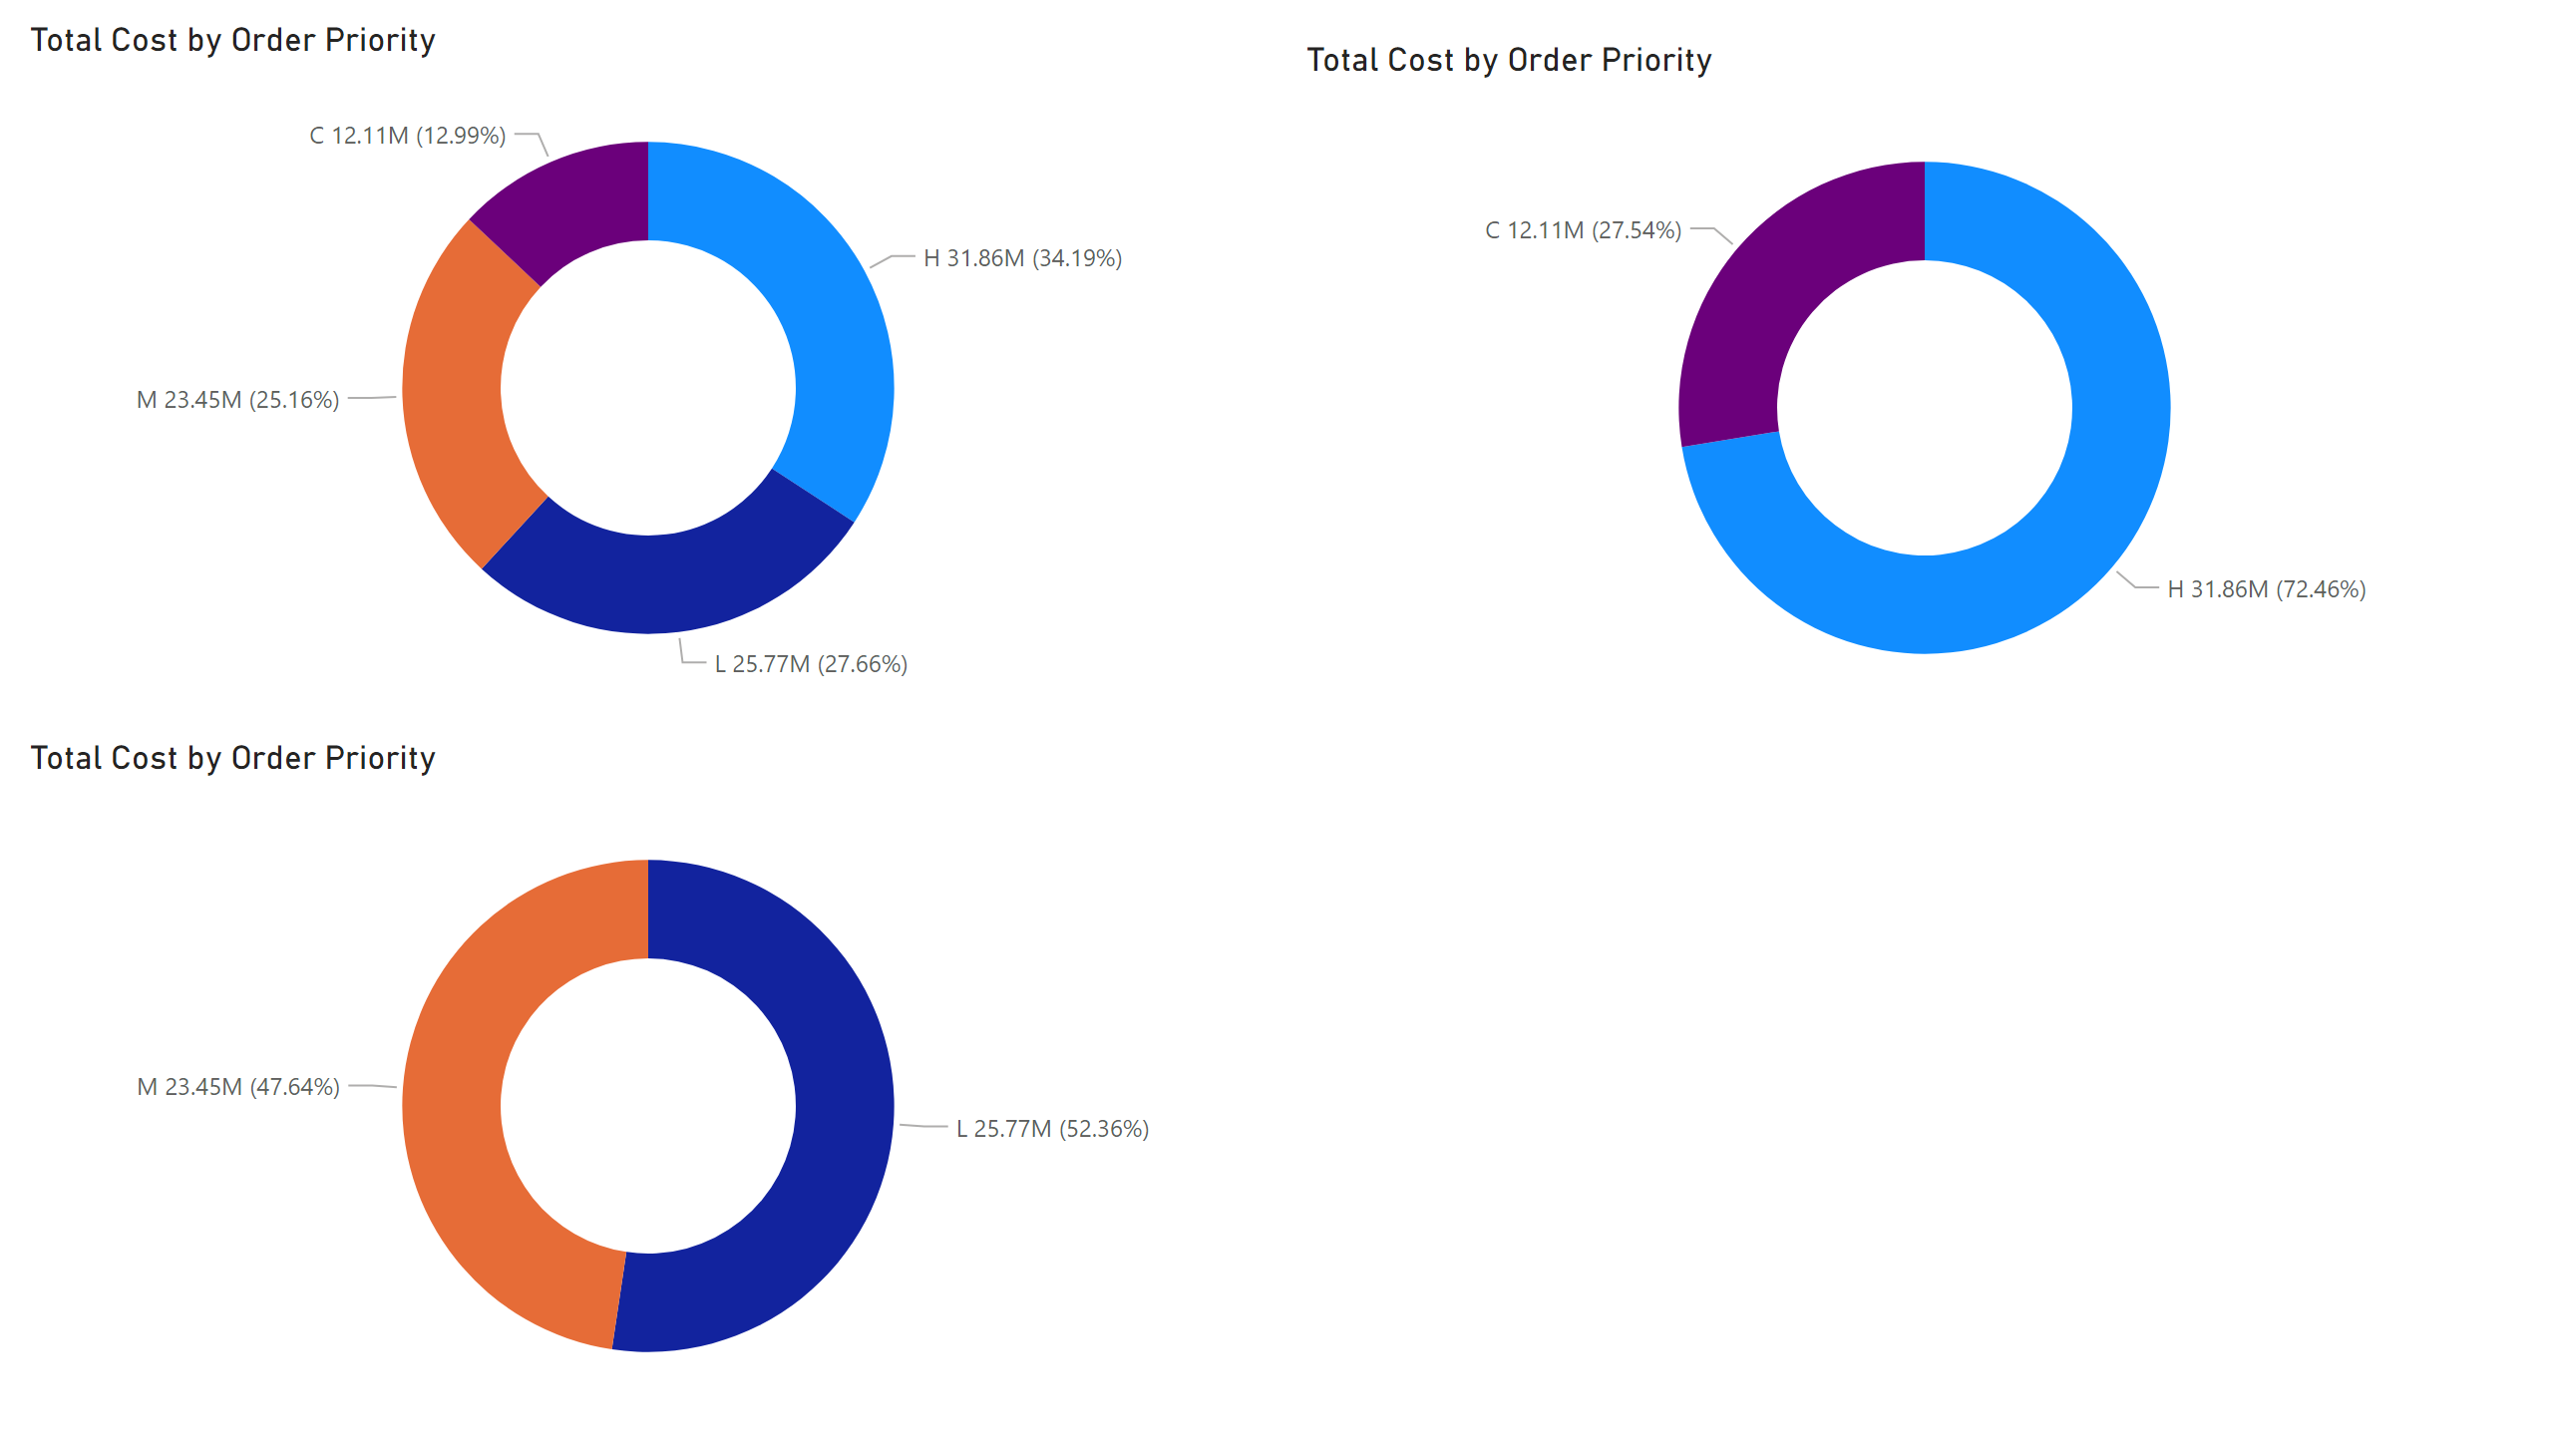 Total Cost by Order Priority
C 12.11M (12.99%)
H 31.86M (34.19%)
M 23.45M (25.16%)
L 25.77M (27.66%)
Total Cost by Order Priority
C 12.11M (27.54%)
H 31.86M (72.46%)
Total Cost by Order Priority
M 23.45M (47.64%)
L 25.77M (52.36%)